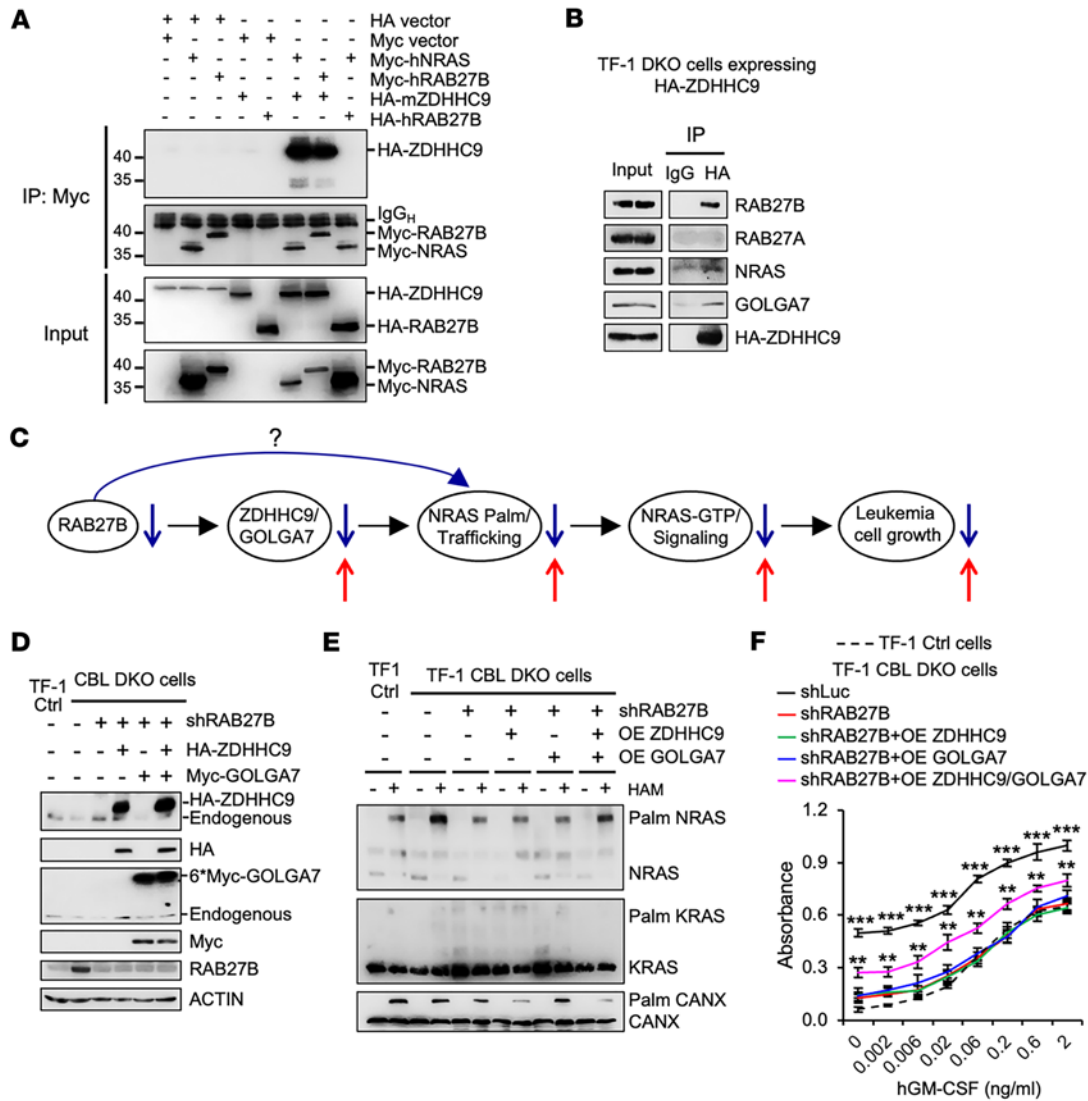 A
+ + + HA vector
+ + + Myc vector
+ + + Myc-hNRAS
+ + Myc-hRAB27B
+ + + HA-mZDHHC9
+ + HA-hRAB27B
IP: Myc
40
35
HA-ZDHHC9
40
35
IgGH
Myc-RAB27B
Myc-NRAS
Input
40
35
HA-ZDHHC9
HA-RAB27B
40
35
Myc-RAB27B
Myc-NRAS
B
TF-1 DKO cells expressing
HA-ZDHHC9
IP
Input IgG HA
RAB27B
RAB27A
NRAS
GOLGA7
HA-ZDHHC9
C
?
RAB27B
ZDHHC9/
GOLGA7
NRAS Palm/
Trafficking
NRAS-GTP/
Signaling
Leukemia
cell growth
D
TF-1
Ctrl
CBL DKO cells
- - + + + + shRAB27B
- - - + - + HA-ZDHHC9
- - - - + + Myc-GOLGA7
HA-ZDHHC9
Endogenous
HA
6*Myc-GOLGA7
Endogenous
Myc
RAB27B
ACTIN
E
TF1
Ctrl
TF-1 CBL DKO cells
- - + + + + shRAB27B
- - - + - + OE ZDHHC9
- - - - + + OE GOLGA7
- + - + - + - + - + - + HAM
Palm NRAS
NRAS
Palm KRAS
KRAS
Palm CANX
CANX
F
TF-1 Ctrl cells
TF-1 CBL DKO cells
shLuc
shRAB27B
shRAB27B+OE ZDHHC9
shRAB27B+OE GOLGA7
shRAB27B+OE ZDHHC9/GOLGA7
1.2
0.9
0.6
0.3
0.0
Absorbance
*** *** *** *** *** *** *** ***
** ** ** ** ** ** ** **
0 0.002 0.006 0.02 0.06 0.2 0.6 2
hGM-CSF (ng/ml)